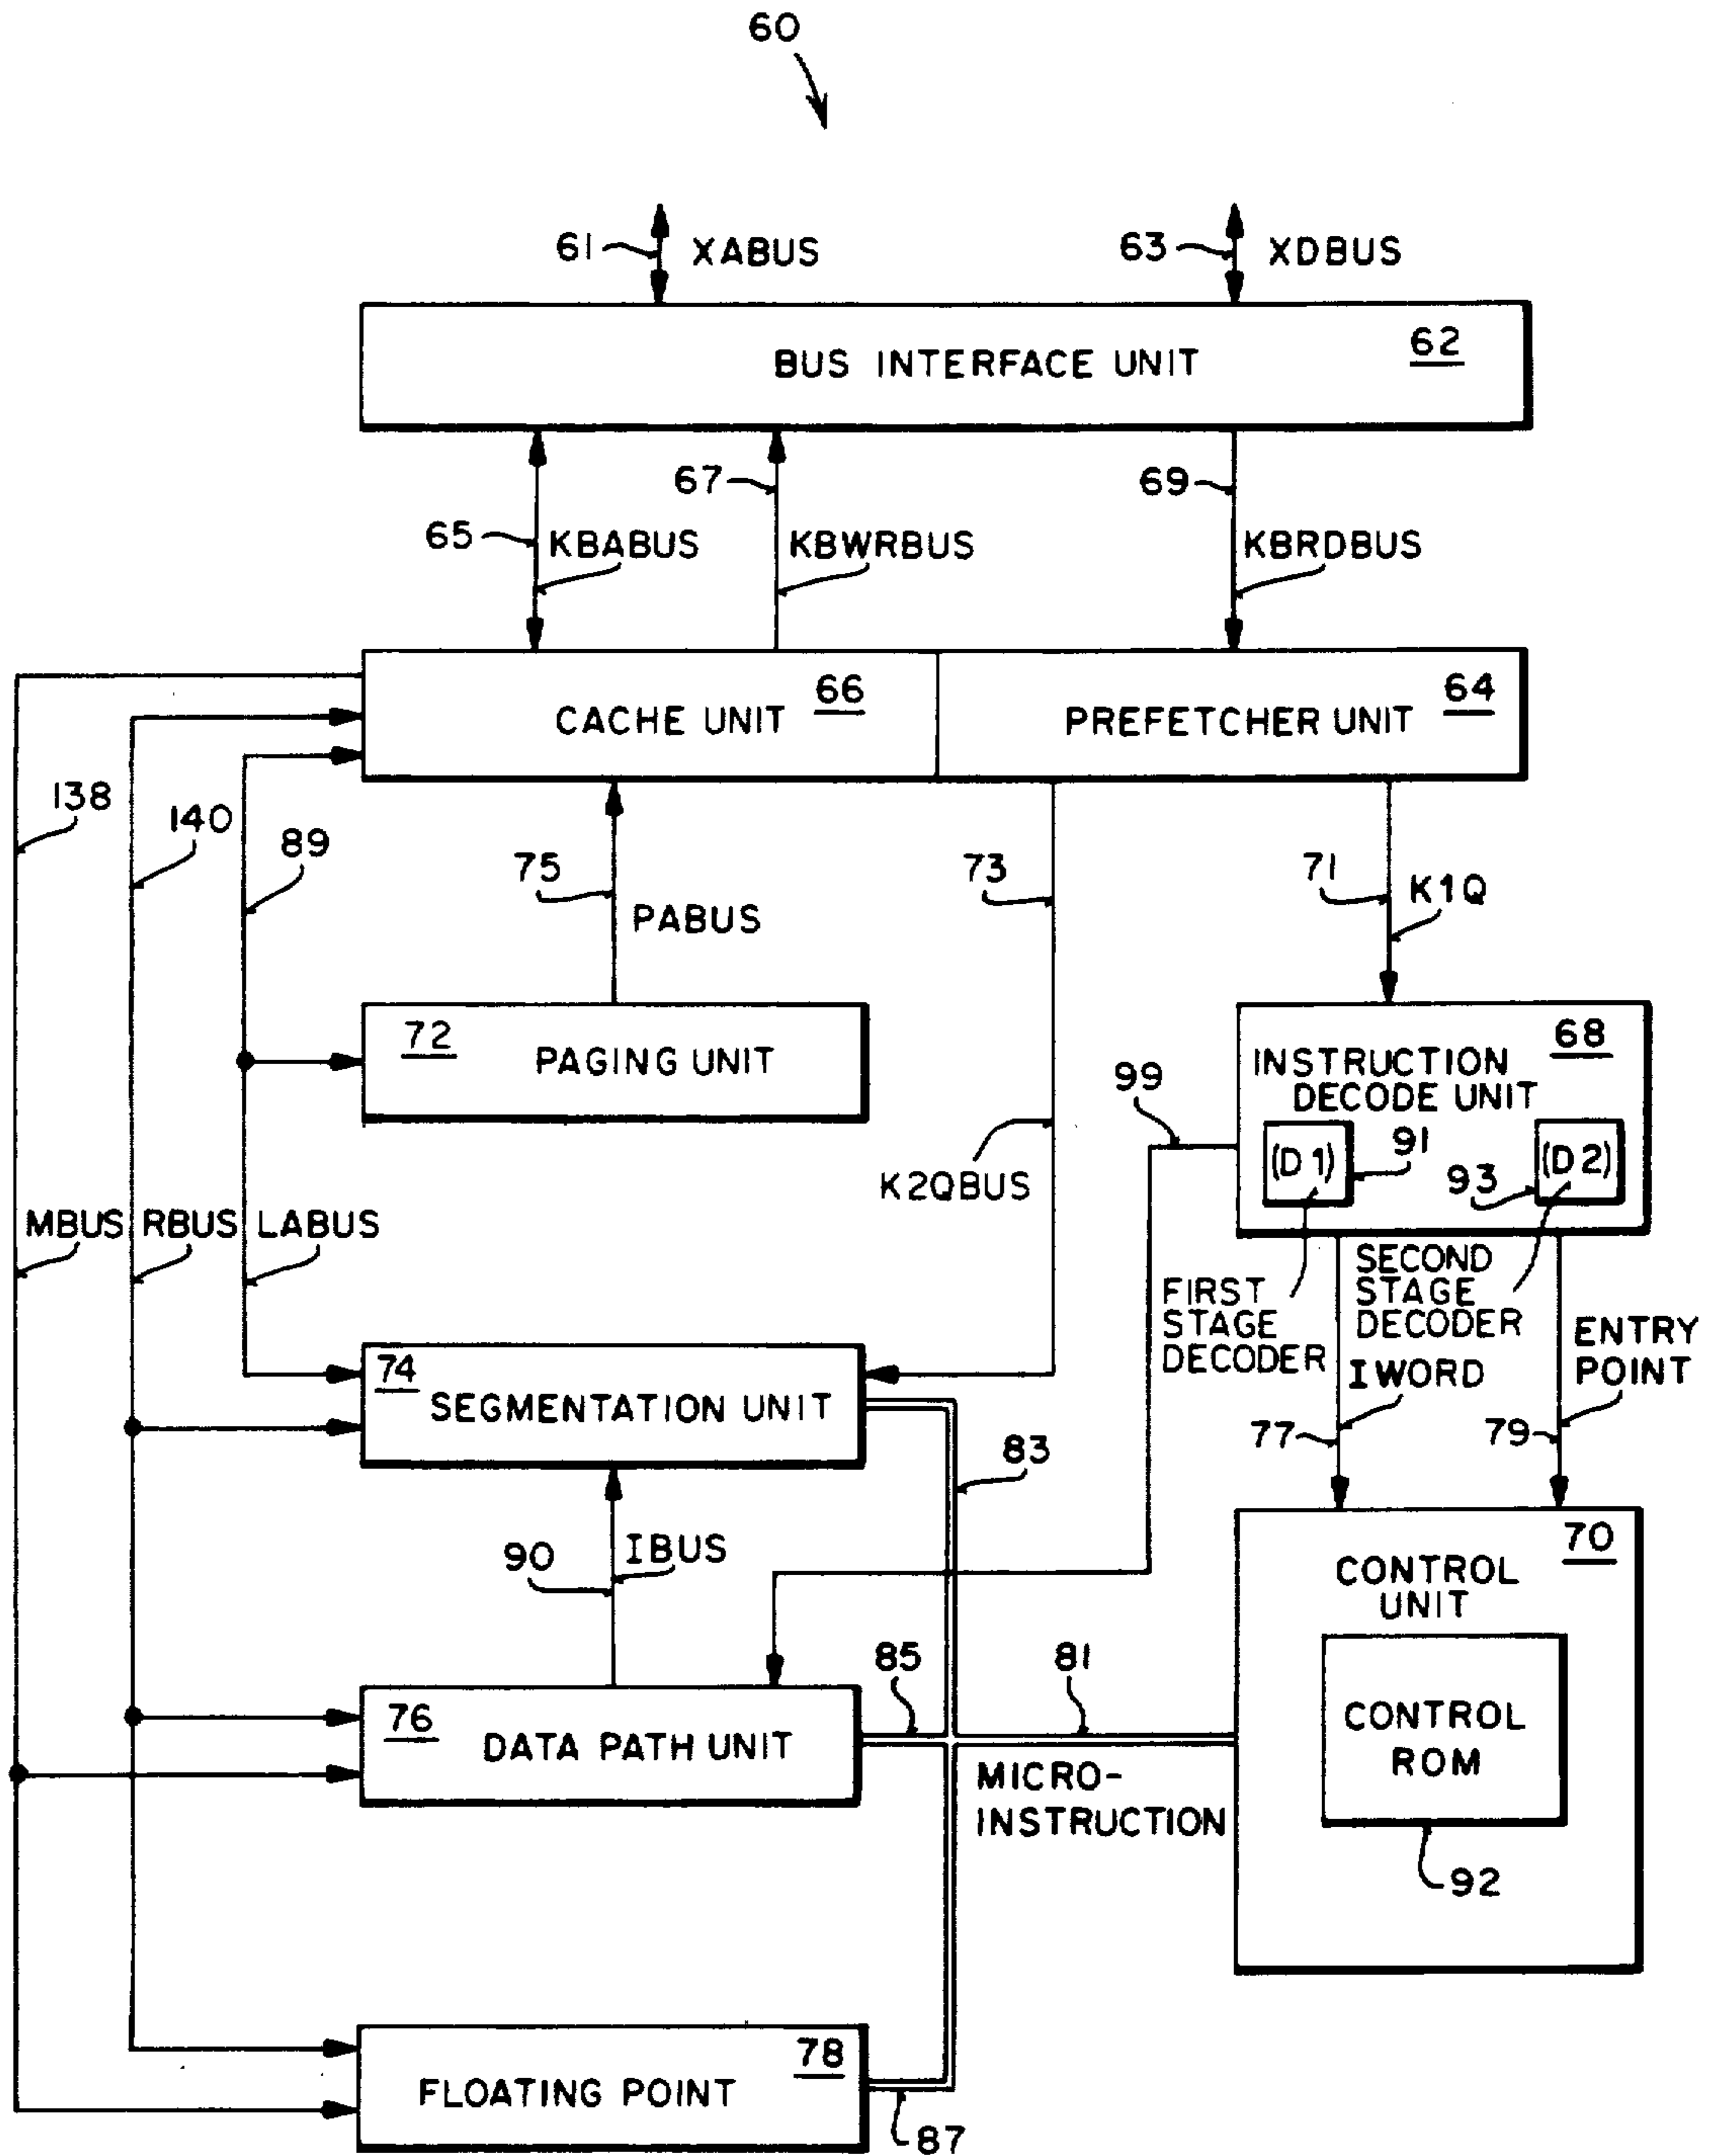 60
61 XABUS
63 XDBUS
BUS INTERFACE UNIT 62
65 KBABUS
67 KBWRBUS
69 KBRDBUS
CACHE UNIT 66
PREFETCHER UNIT 64
138
140
89
75 PABUS
73
71 K1Q
72 PAGING UNIT
K2QBUS
99
68
INSTRUCTION
DECODE UNIT
(D1) 91
93 (D2)
MBUS RBUS LABUS
FIRST
STAGE
DECODER
SECOND
STAGE
DECODER
74 SEGMENTATION UNIT
83
77 IWORD
79 ENTRY
POINT
90 IBUS
70
CONTROL
UNIT
CONTROL
ROM
92
76 DATA PATH UNIT
85
81
MICRO-
INSTRUCTION
78
FLOATING POINT
87